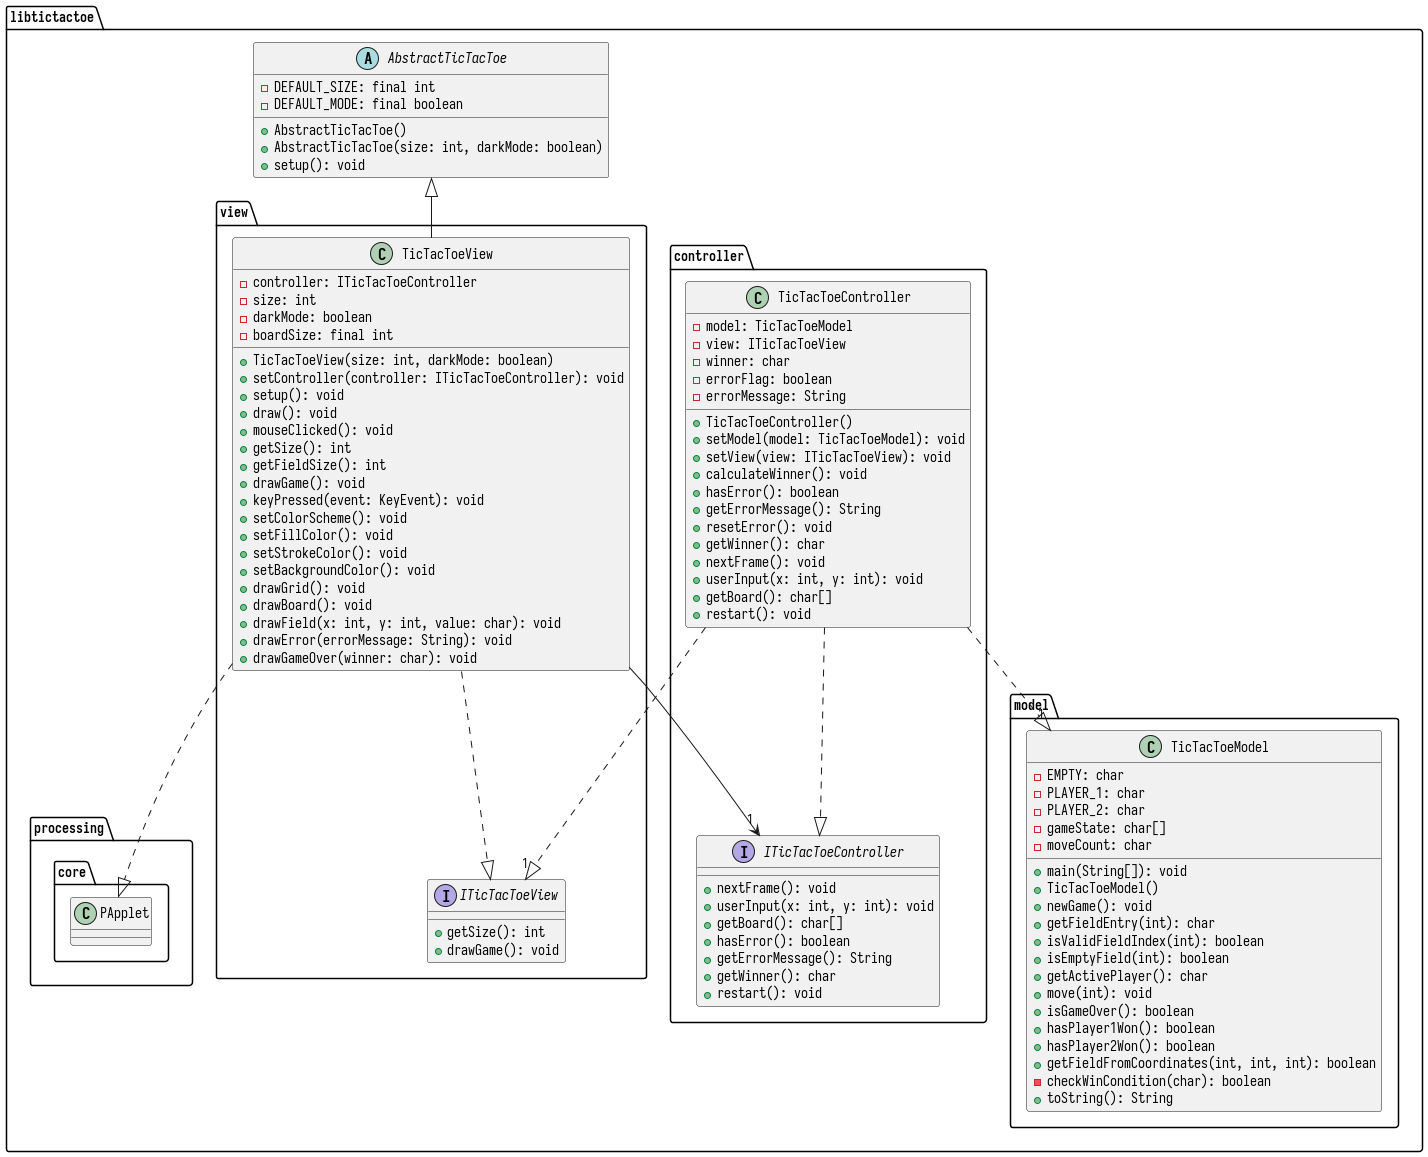 libtictactoe
A AbstractTicTacToe
DEFAULT_SIZE: final int
DEFAULT_MODE: final boolean
AbstractTicTacToe()
AbstractTicTacToe(size: int, darkMode: boolean)
setup(): void
view
C TicTacToeView
controller: ITicTacToeController
size: int
darkMode: boolean
boardSize: final int
TicTacToeView(size: int, darkMode: boolean)
setController(controller: ITicTacToeController): void
setup(): void
draw(): void
mouseClicked(): void
getSize(): int
getFieldSize(): int
drawGame(): void
keyPressed(event: KeyEvent): void
setColorScheme(): void
setFillColor(): void
setStrokeColor(): void
setBackgroundColor(): void
drawGrid(): void
drawBoard(): void
drawField(x: int, y: int, value: char): void
drawError(errorMessage: String): void
drawGameOver(winner: char): void
controller
C TicTacToeController
model: TicTacToeModel
view: ITicTacToeView
winner: char
errorFlag: boolean
errorMessage: String
TicTacToeController()
setModel(model: TicTacToeModel): void
setView(view: ITicTacToeView): void
calculateWinner(): void
hasError(): boolean
getErrorMessage(): String
resetError(): void
getWinner(): char
nextFrame(): void
userInput(x: int, y: int): void
getBoard(): char[]
restart(): void
processing
core
C PApplet
1
I ITicTacToeView
getSize(): int
drawGame(): void
1
I ITicTacToeController
nextFrame(): void
userInput(x: int, y: int): void
getBoard(): char[]
hasError(): boolean
getErrorMessage(): String
getWinner(): char
restart(): void
model
1
C TicTacToeModel
EMPTY: char
PLAYER_1: char
PLAYER_2: char
gameState: char[]
moveCount: char
main(String[]): void
TicTacToeModel()
newGame(): void
getFieldEntry(int): char
isValidFieldIndex(int): boolean
isEmptyField(int): boolean
getActivePlayer(): char
move(int): void
isGameOver(): boolean
hasPlayer1Won(): boolean
hasPlayer2Won(): boolean
getFieldFromCoordinates(int, int, int): boolean
checkWinCondition(char): boolean
toString(): String